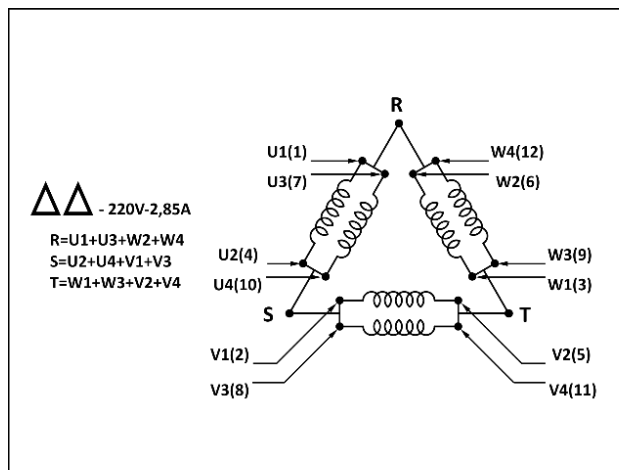 R
U1(1)
W4(12)
U3(7)
W2(6)
ΔΔ - 220V-2,85A
R=U1+U3+W2+W4
S=U2+U4+V1+V3
T=W1+W3+V2+V4
U2(4)
W3(9)
U4(10)
W1(3)
S
T
V1(2)
V2(5)
V3(8)
V4(11)